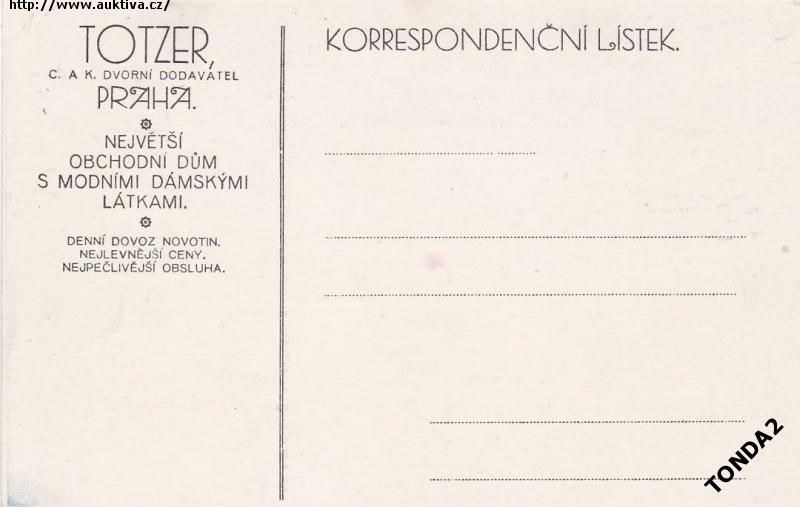 http://www.auktiva.cz/
TOTZER,
C. A K. DVORNÍ DODAVATEL
PRAHA.
NEJVĚTŠÍ
OBCHODNÍ DŮM
S MODNÍMI DÁMSKÝMI
LÁTKAMI.
DENNÍ DOVOZ NOVOTIN.
NEJLEVNĚJŠÍ CENY.
NEJPEČLIVĚJŠÍ OBSLUHA.
KORRESPONDENČNÍ LÍSTEK.
TONDA2